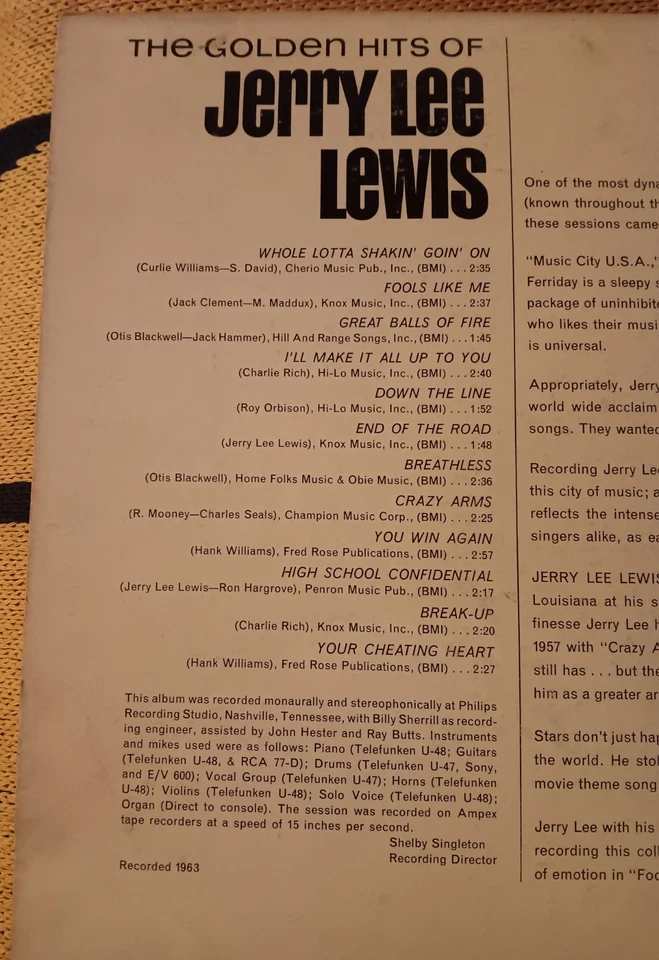 THE GOLDEN HITS OF
Jerry Lee
Lewis
WHOLE LOTTA SHAKIN' GOIN' ON
(Curlie Williams—S. David), Cherio Music Pub., Inc., (BMI) . . . 2:35
FOOLS LIKE ME
(Jack Clement—M. Maddux), Knox Music, Inc., (BMI) . . . 2:37
GREAT BALLS OF FIRE
(Otis Blackwell—Jack Hammer), Hill And Range Songs, Inc., (BMI) . . . 1:45
I'LL MAKE IT ALL UP TO YOU
(Charlie Rich), Hi-Lo Music, Inc., (BMI) . . . 2:40
DOWN THE LINE
(Roy Orbison), Hi-Lo Music, Inc., (BMI) . . . 1:52
END OF THE ROAD
(Jerry Lee Lewis), Knox Music, Inc., (BMI) . . . 1:48
BREATHLESS
(Otis Blackwell), Home Folks Music & Obie Music, (BMI) . . . 2:36
CRAZY ARMS
(R. Mooney—Charles Seals), Champion Music Corp., (BMI) . . . 2:25
YOU WIN AGAIN
(Hank Williams), Fred Rose Publications, (BMI) . . . 2:57
HIGH SCHOOL CONFIDENTIAL
(Jerry Lee Lewis—Ron Hargrove), Penron Music Pub., (BMI) . . . 2:17
BREAK-UP
(Charlie Rich), Knox Music, Inc., (BMI) . . . 2:20
YOUR CHEATING HEART
(Hank Williams), Fred Rose Publications, (BMI) . . . 2:27
This album was recorded monaurally and stereophonically at Philips
Recording Studio, Nashville, Tennessee, with Billy Sherrill as record-
ing engineer, assisted by John Hester and Ray Butts. Instruments
and mikes used were as follows: Piano (Telefunken U-48; Guitars
(Telefunken U-48, & RCA 77-D); Drums (Telefunken U-47, Sony,
and E/V 600); Vocal Group (Telefunken U-47); Horns (Telefunken
U-48); Violins (Telefunken U-48); Solo Voice (Telefunken U-48);
Organ (Direct to console). The session was recorded on Ampex
tape recorders at a speed of 15 inches per second.
Shelby Singleton
Recording Director
Recorded 1963
One of the most dyna
(known throughout th
these sessions came
"Music City U.S.A.,"
Ferriday is a sleepy s
package of uninhibite
who likes their musi
is universal.
Appropriately, Jerry
world wide acclaim
songs. They wanted
Recording Jerry Lee
this city of music; a
reflects the intense
singers alike, as ea
JERRY LEE LEWIS
Louisiana at his s
finesse Jerry Lee h
1957 with "Crazy A
still has . . . but the
him as a greater ar
Stars don't just hap
the world. He stol
movie theme song
Jerry Lee with his
recording this coll
of emotion in "Foo